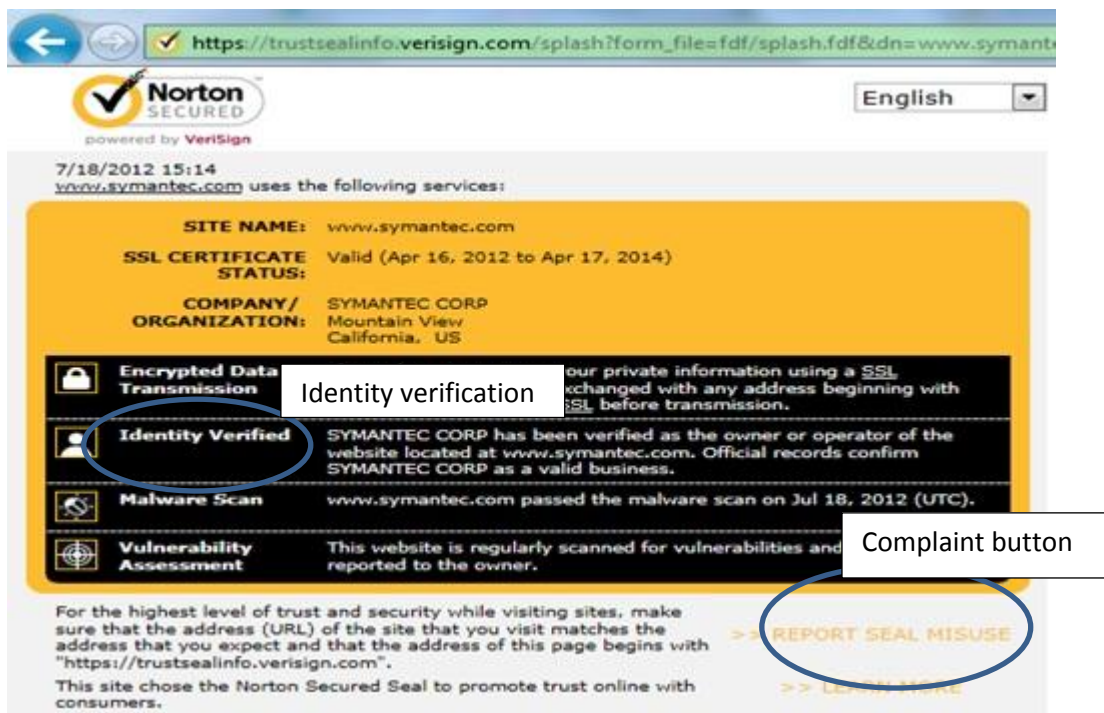 https://trustsealinfo.verisign.com/splash?form_file=fdf/splash.fdf&dn=www.symant
Norton
SECURED
powered by VeriSign
English
7/18/2012 15:14
www.symantec.com uses the following services:
SITE NAME: www.symantec.com
SSL CERTIFICATE Valid (Apr 16, 2012 to Apr 17, 2014)
STATUS:
COMPANY/ SYMANTEC CORP
ORGANIZATION: Mountain View
California, US
Encrypted Data our private information using a SSL
Transmission xchanged with any address beginning with
SSL before transmission.
Identity verification
Identity Verified SYMANTEC CORP has been verified as the owner or operator of the
website located at www.symantec.com. Official records confirm
SYMANTEC CORP as a valid business.
Malware Scan www.symantec.com passed the malware scan on Jul 18, 2012 (UTC).
Vulnerability This website is regularly scanned for vulnerabilities and
Assessment reported to the owner.
Complaint button
For the highest level of trust and security while visiting sites, make
sure that the address (URL) of the site that you visit matches the
address that you expect and that the address of this page begins with
"https://trustsealinfo.verisign.com".
>> REPORT SEAL MISUSE
This site chose the Norton Secured Seal to promote trust online with
consumers.
>> LEARN MORE